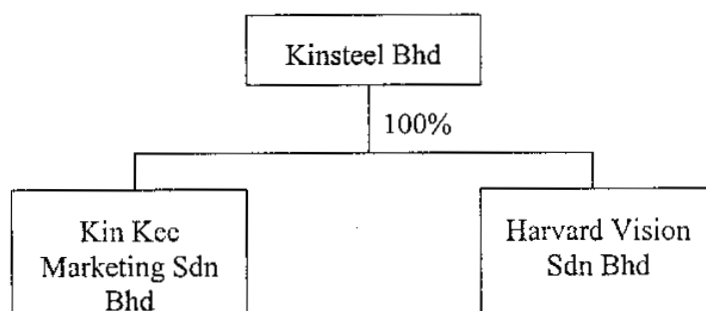 Kinsteel Bhd
100%
Kin Kee
Marketing Sdn
Bhd
Harvard Vision
Sdn Bhd